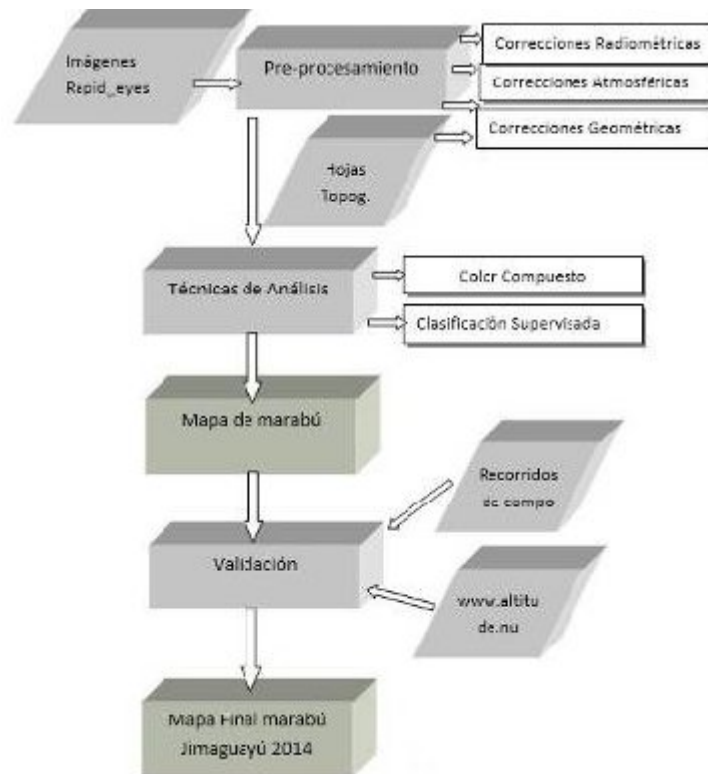 Imágenes
Rapid_eyes
Pre-procesamiento
Correcciones Radiométricas
Correcciones Atmosféricas
Correcciones Geométricas
Hojas
Topog.
Técnicas de Análisis
Color Compuesto
Clasificación Supervisada
Mapa de marabú
Recorridos
de campo
Validación
www.altitu
de.nu
Mapa Final marabú
Jimaguayú 2014